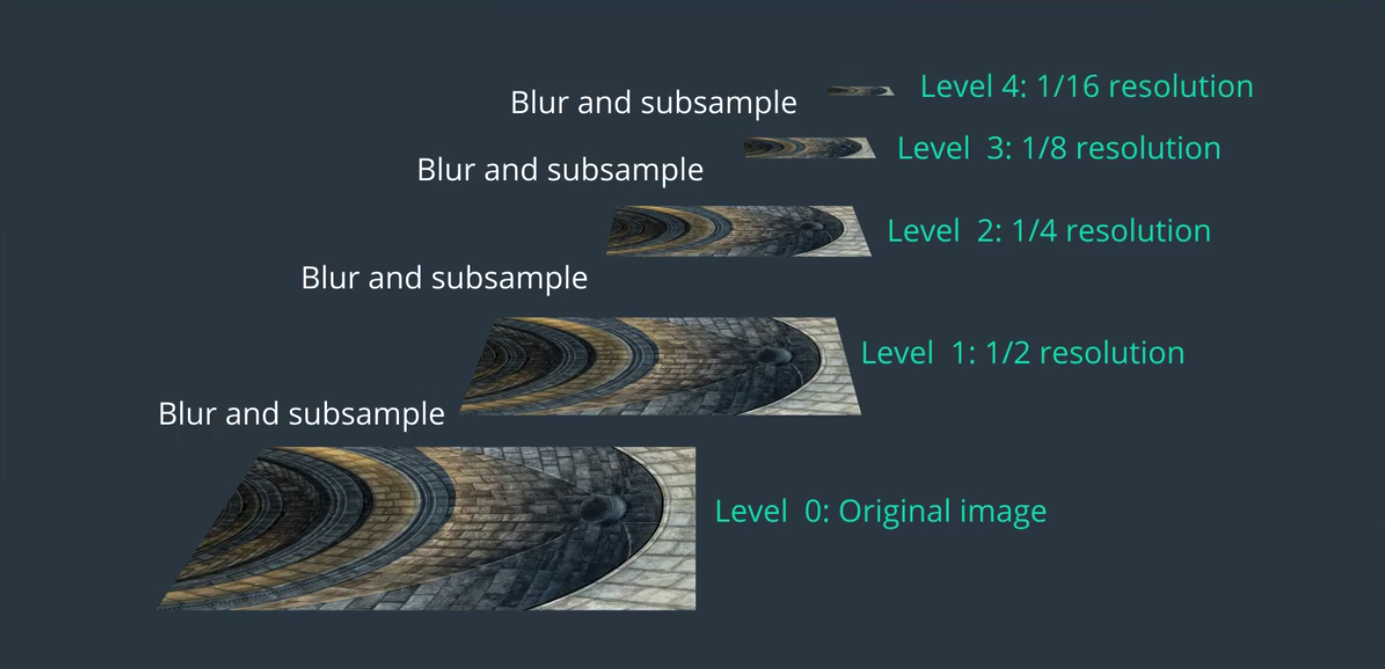 Level 4: 1/16 resolution
Blur and subsample
Level 3: 1/8 resolution
Blur and subsample
Level 2: 1/4 resolution
Blur and subsample
Level 1: 1/2 resolution
Blur and subsample
Level 0: Original image